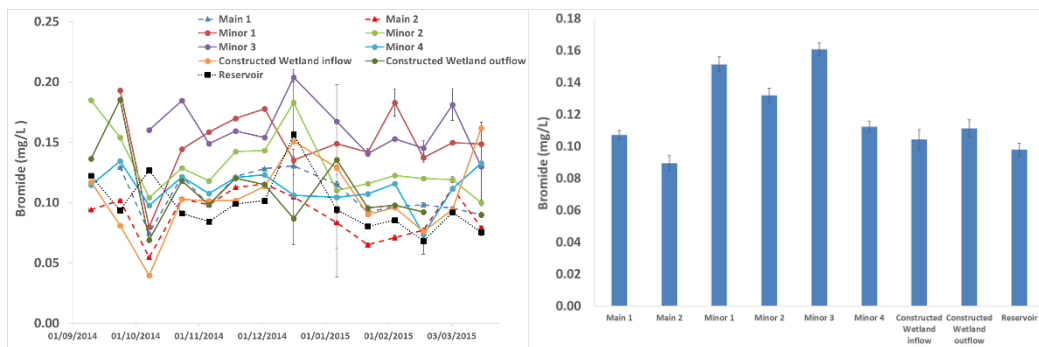 Bromide (mg/L)
0.25
0.20
0.15
0.10
0.05
0.00
01/09/2014 01/10/2014 01/11/2014 01/12/2014 01/01/2015 01/02/2015 03/03/2015
Main 1 Main 2
Minor 1 Minor 2
Minor 3 Minor 4
Constructed Wetland inflow Constructed Wetland outflow
Reservoir
Bromide (mg/L)
0.18
0.16
0.14
0.12
0.10
0.08
0.06
0.04
0.02
0.00
Main 1 Main 2 Minor 1 Minor 2 Minor 3 Minor 4 Constructed Constructed Reservoir
Wetland Wetland
inflow outflow